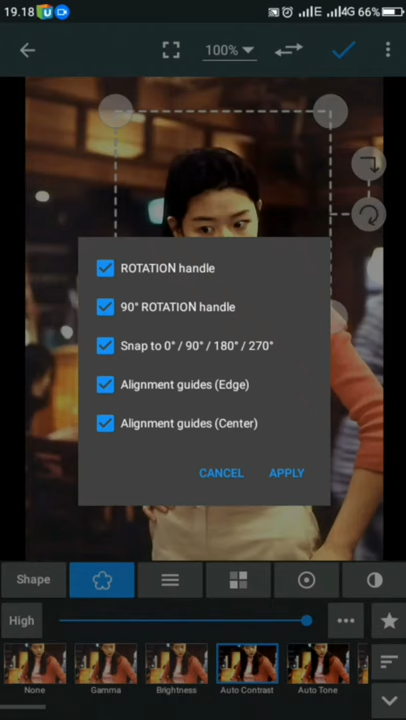 19.18
4G 66%
100%
ROTATION handle
90° ROTATION handle
Snap to 0° / 90° / 180° / 270°
Alignment guides (Edge)
Alignment guides (Center)
CANCEL APPLY
Shape
High
None Gamma Brightness Auto Contrast Auto Tone